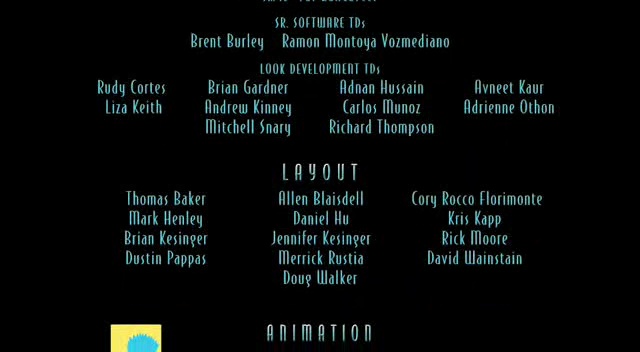 SR. SOFTWARE TDs
Brent Burley Ramon Montoya Vozmediano
LOOK DEVELOPMENT TDs
Rudy Cortes Brian Gardner Adnan Hussain Avneet Kaur
Liza Keith Andrew Kinney Carlos Munoz Adrienne Othon
Mitchell Snary Richard Thompson
LAYOUT
Thomas Baker Allen Blaisdell Cory Rocco Florimonte
Mark Henley Daniel Hu Kris Kapp
Brian Kesinger Jennifer Kesinger Rick Moore
Dustin Pappas Merrick Rustia David Wainstain
Doug Walker
ANIMATION